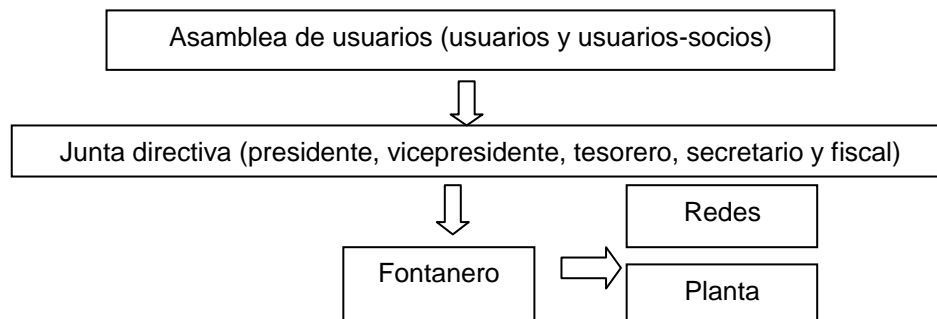 Asamblea de usuarios (usuarios y usuarios-socios)
Junta directiva (presidente, vicepresidente, tesorero, secretario y fiscal)
Redes
Fontanero
Planta